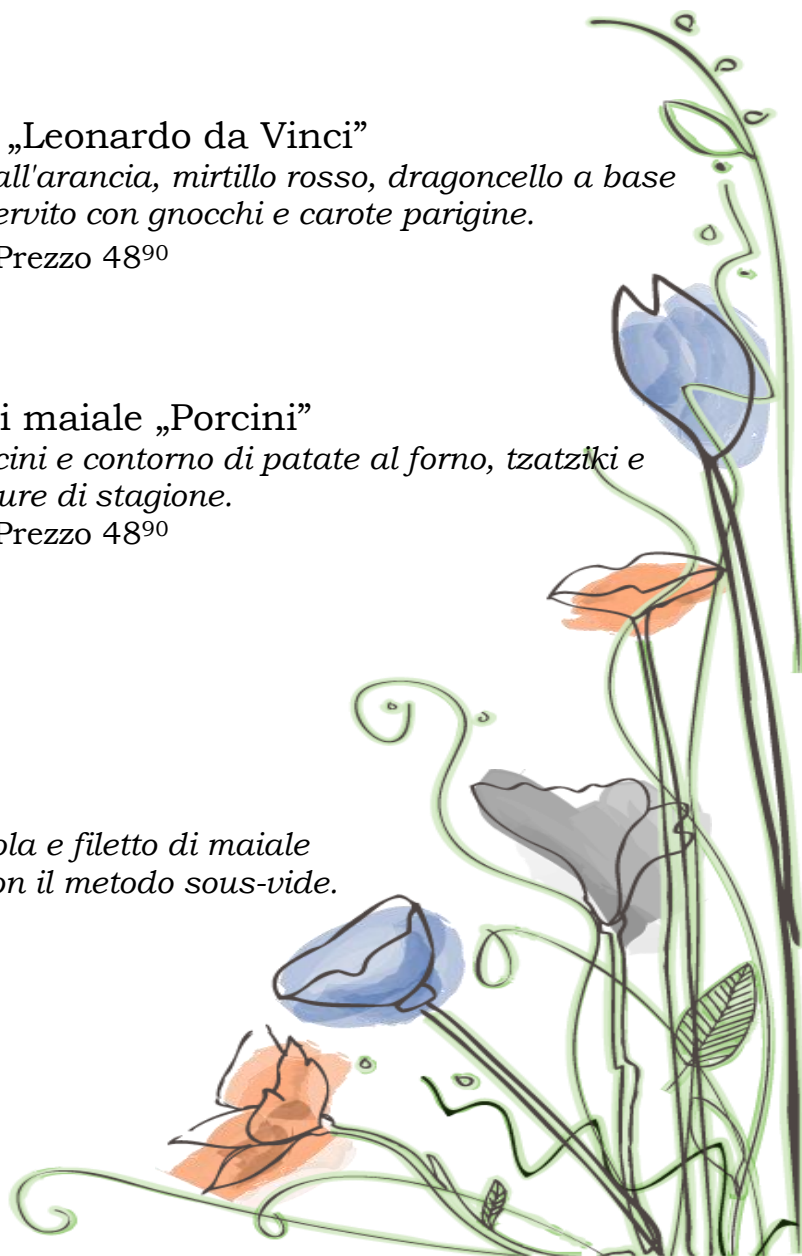 „Leonardo da Vinci”
all'arancia, mirtillo rosso, dragoncello a base
ervito con gnocchi e carote parigine.
Prezzo 48⁹⁰
i maiale „Porcini”
cini e contorno di patate al forno, tzatziki e
ure di stagione.
Prezzo 48⁹⁰
ola e filetto di maiale
on il metodo sous-vide.